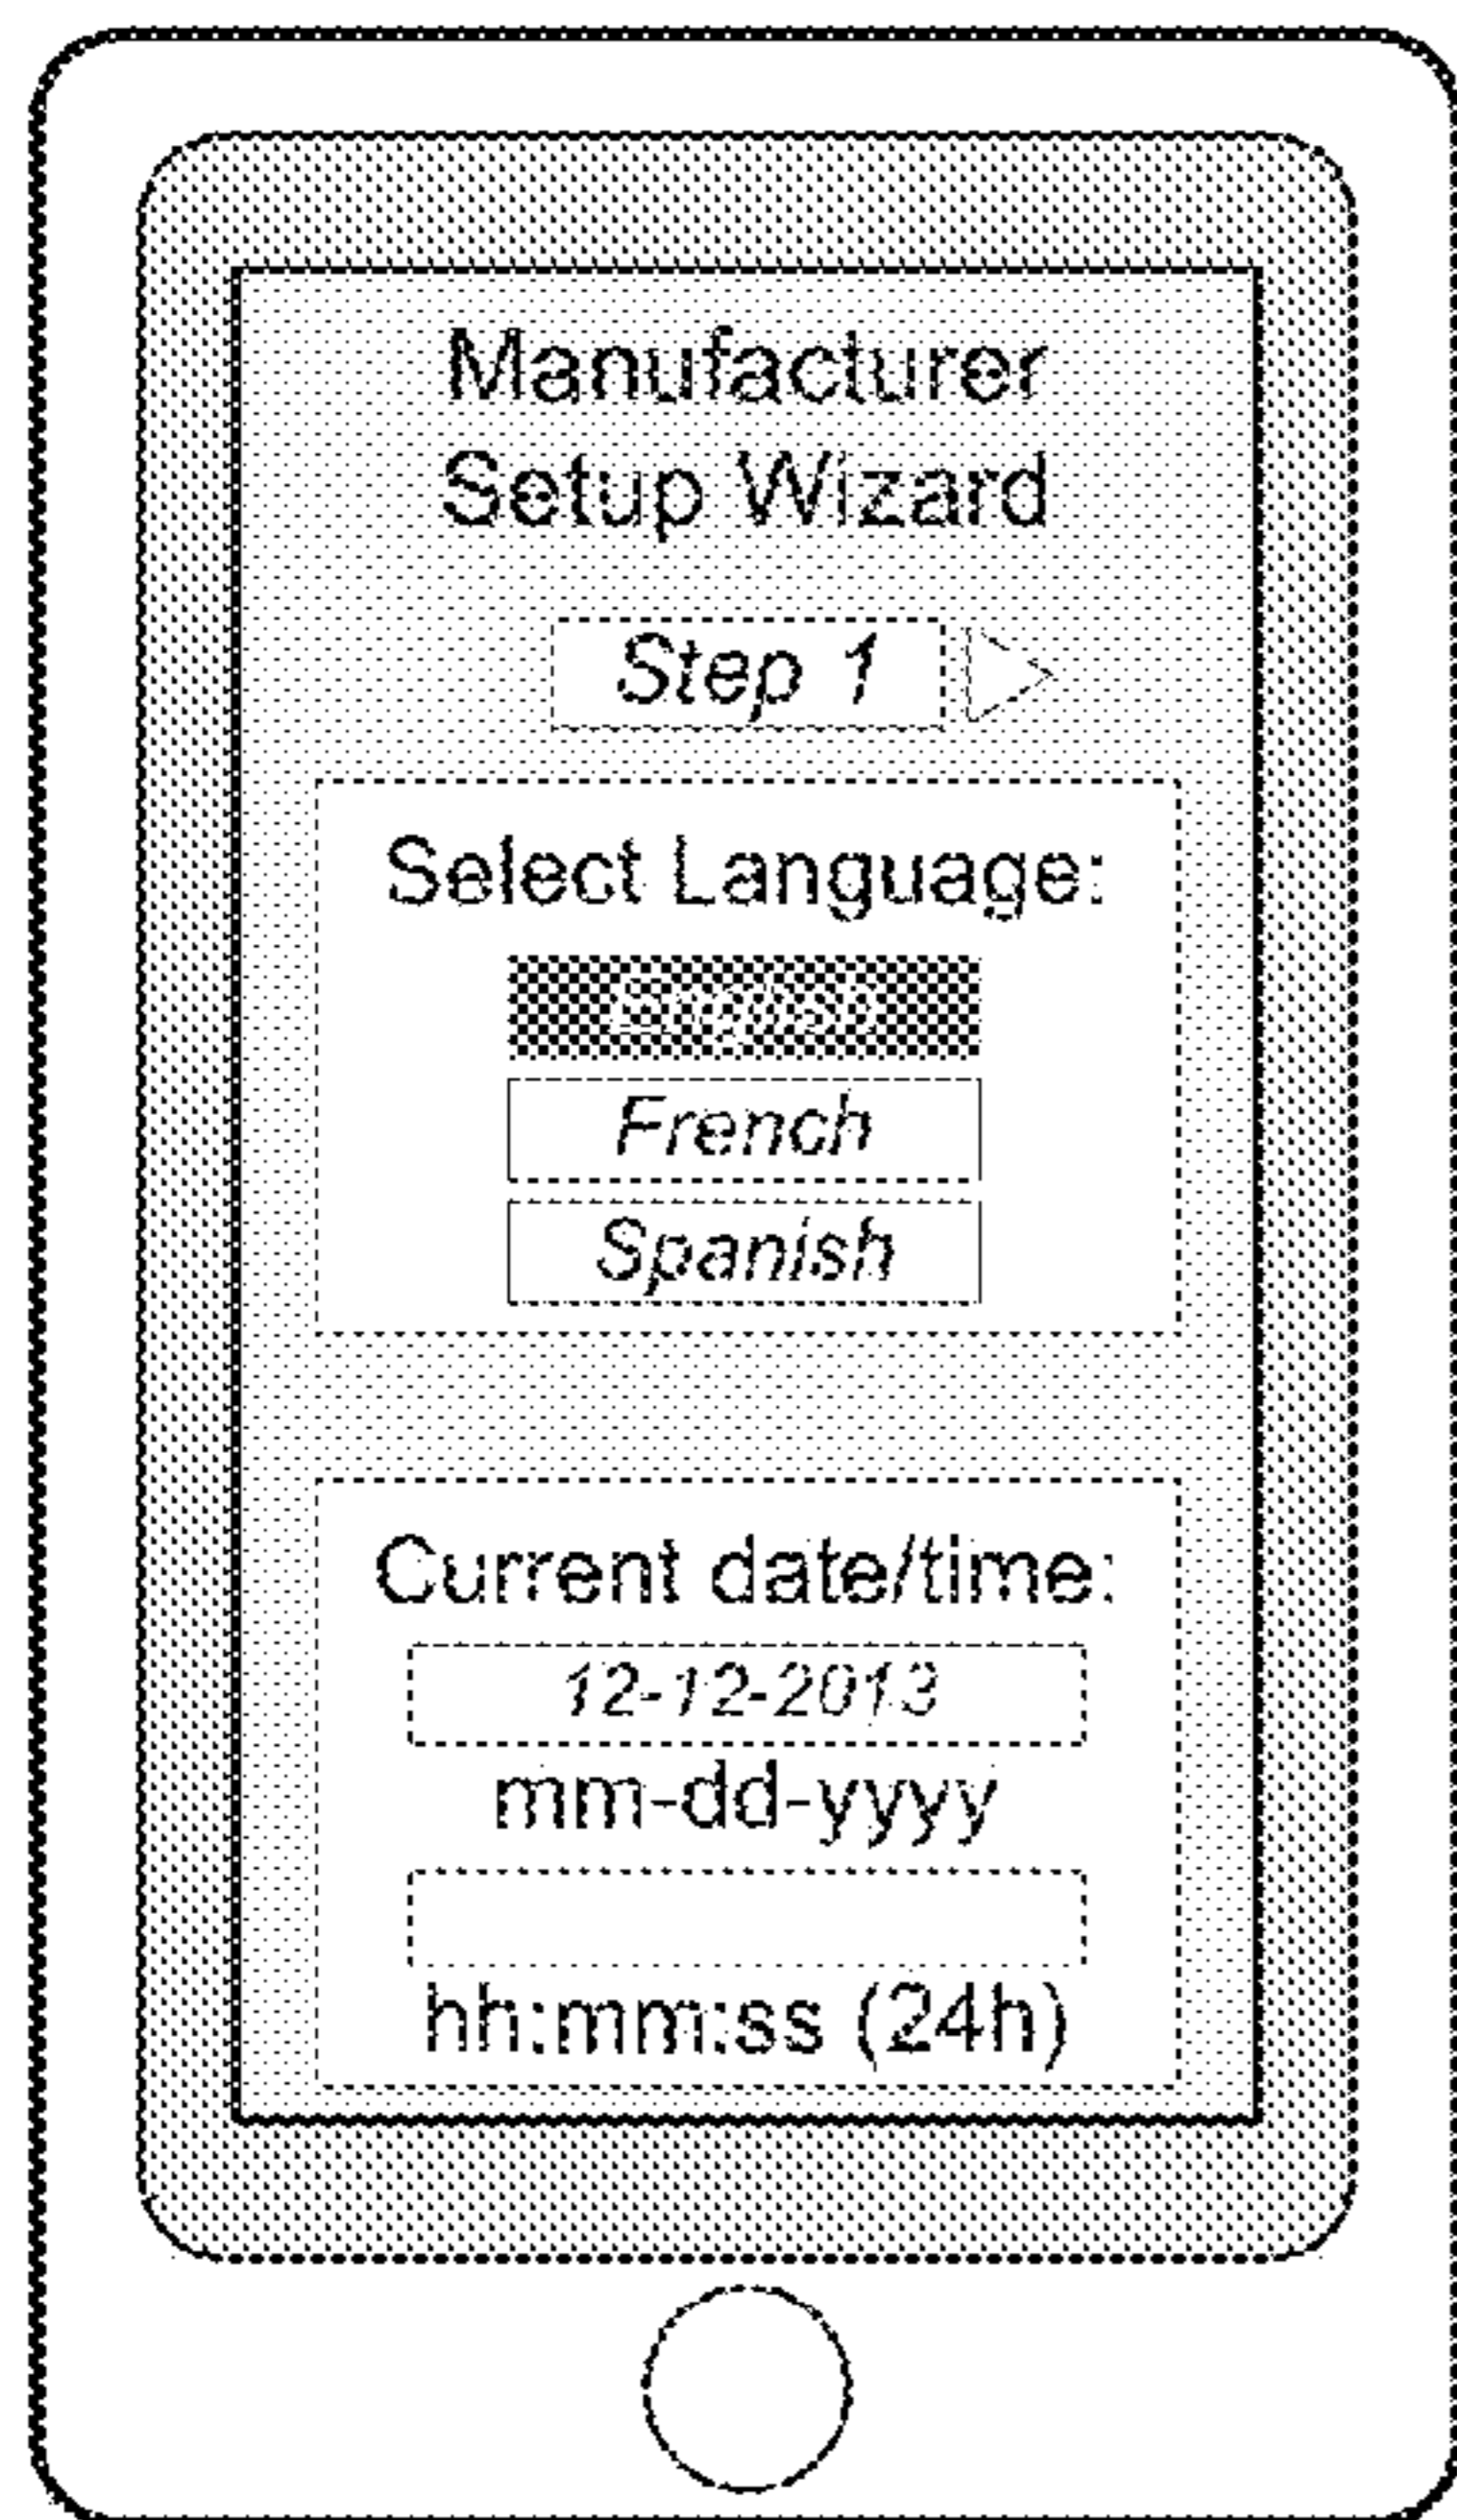 Manufacturer
Setup Wizard
Step 1
Select Language:
English
French
Spanish
Current date/time:
12-12-2013
mm-dd-yyyy
hh:mm:ss (24h)